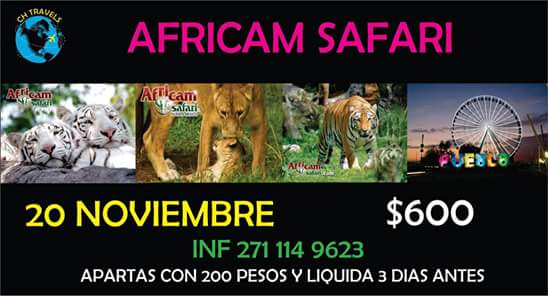 CH TRAVELS
AFRICAM SAFARI
Africam
safari
Africam
safari
Africam
safari
PUEBLA
20 NOVIEMBRE
$600
INF 271 114 9623
APARTAS CON 200 PESOS Y LIQUIDA 3 DIAS ANTES